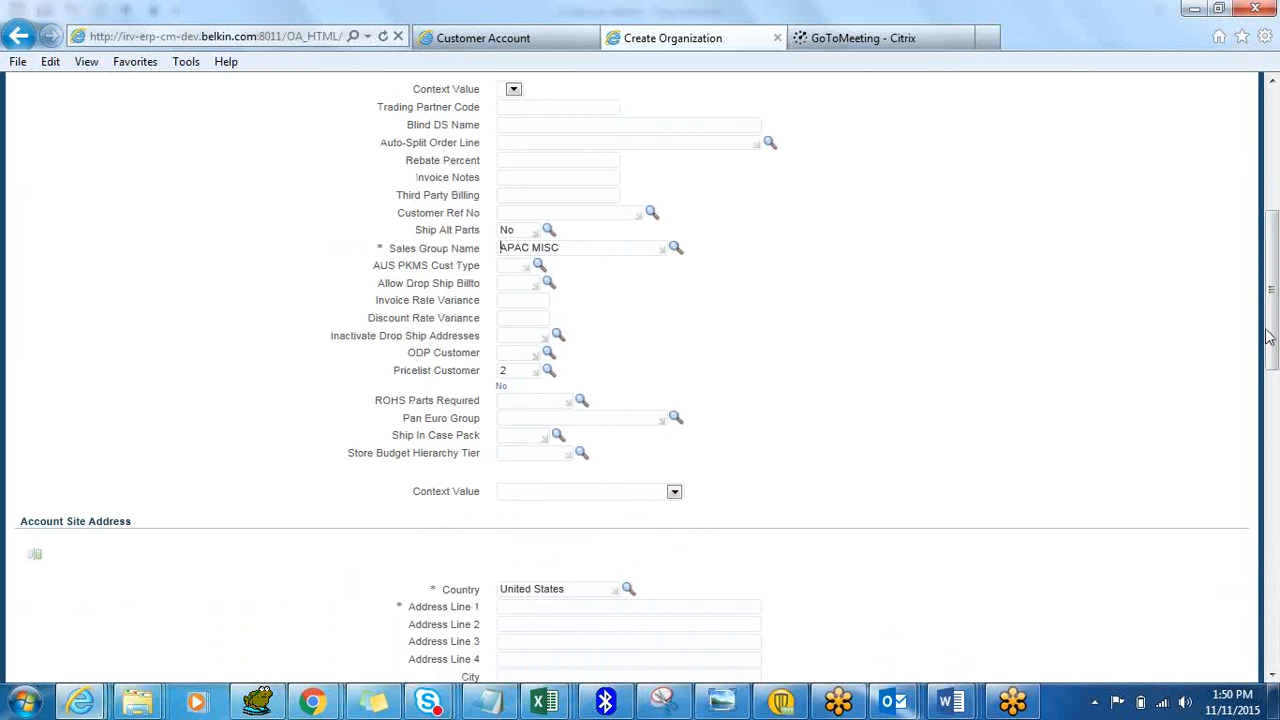 http://irv-erp-cm-dev.belkin.com:8011/OA_HTML/
Customer Account
Create Organization
GoToMeeting - Citrix
File Edit View Favorites Tools Help
Context Value
Trading Partner Code
Blind DS Name
Auto-Split Order Line
Rebate Percent
Invoice Notes
Third Party Billing
Customer Ref No
Ship Alt Parts No
* Sales Group Name APAC MISC
AUS PKMS Cust Type
Allow Drop Ship Billto
Invoice Rate Variance
Discount Rate Variance
Inactivate Drop Ship Addresses
ODP Customer
Pricelist Customer 2
No
ROHS Parts Required
Pan Euro Group
Ship In Case Pack
Store Budget Hierarchy Tier
Context Value
Account Site Address
* Country United States
* Address Line 1
Address Line 2
Address Line 3
Address Line 4
City
1:50 PM
11/11/2015